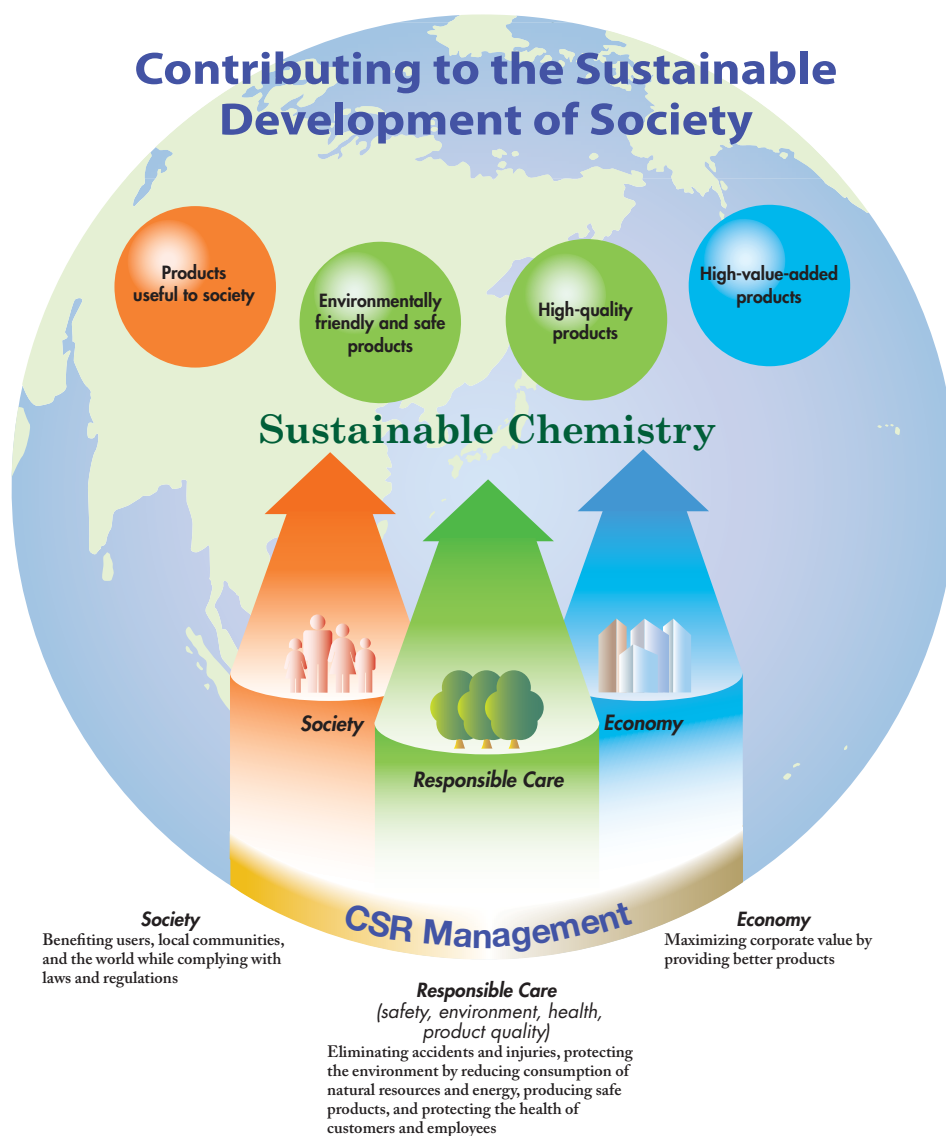 Contributing to the Sustainable
Development of Society
Products
useful to society
Environmentally
friendly and safe
products
High-quality
products
High-value-added
products
Sustainable Chemistry
Society
Responsible Care
Economy
CSR Management
Society
Benefiting users, local communities,
and the world while complying with
laws and regulations
Responsible Care
(safety, environment, health,
product quality)
Eliminating accidents and injuries, protecting
the environment by reducing consumption of
natural resources and energy, producing safe
products, and protecting the health of
customers and employees
Economy
Maximizing corporate value by
providing better products